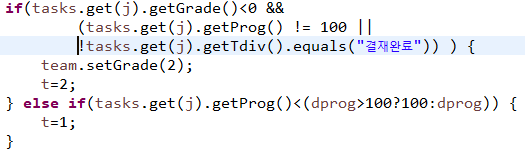 if(tasks.get(j).getGrade()<0 &&
(tasks.get(j).getProg() != 100 ||
!tasks.get(j).getTdiv().equals("결재완료")) ) {
team.setGrade(2);
t=2;
} else if(tasks.get(j).getProg()<(dprog>100?100:dprog)) {
t=1;
}